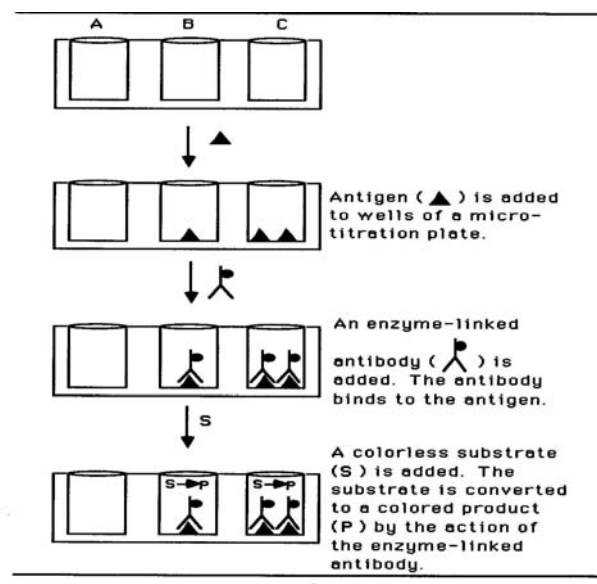 A B C
Antigen ( ) is added
to wells of a micro-
titration plate.
An enzyme-linked
antibody ( ) is
added. The antibody
binds to the antigen.
S
A colorless substrate
(S) is added. The
substrate is converted
to a colored product
(P) by the action of
the enzyme-linked
antibody.
S P S P